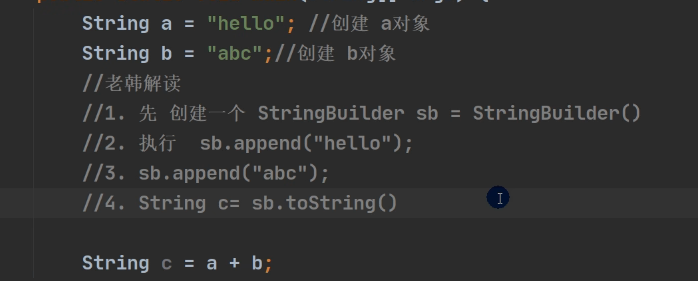 String a = "hello"; //创建 a对象
String b = "abc";//创建 b对象
//老韩解读
//1. 先 创建一个 StringBuilder sb = StringBuilder()
//2. 执行  sb.append("hello");
//3. sb.append("abc");
//4. String c= sb.toString()
String c = a + b;